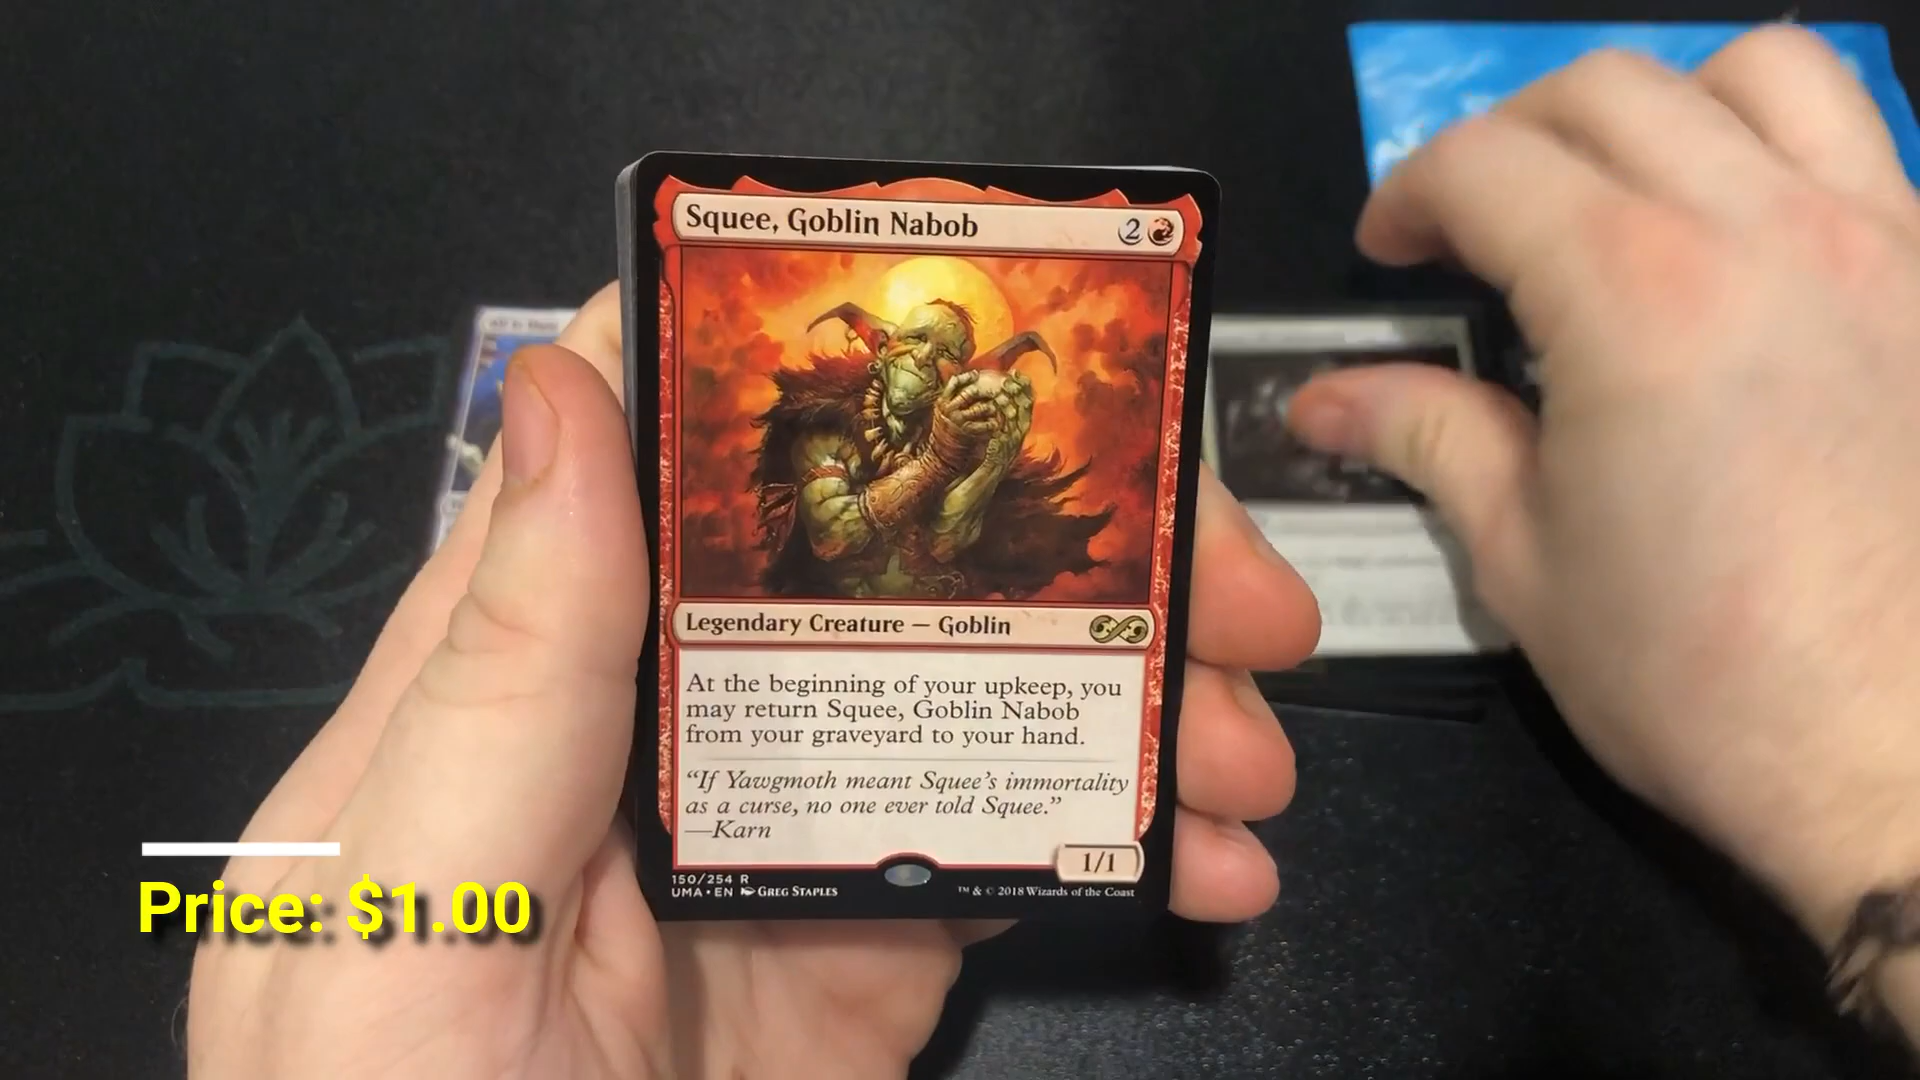 Squee, Goblin Nabob 2
Legendary Creature — Goblin
At the beginning of your upkeep, you
may return Squee, Goblin Nabob
from your graveyard to your hand.
“If Yawgmoth meant Squee’s immortality
as a curse, no one ever told Squee.”
—Karn
1/1
150/254 R
UMA • EN Greg Staples
™ & © 2018 Wizards of the Coast
Price: $1.00